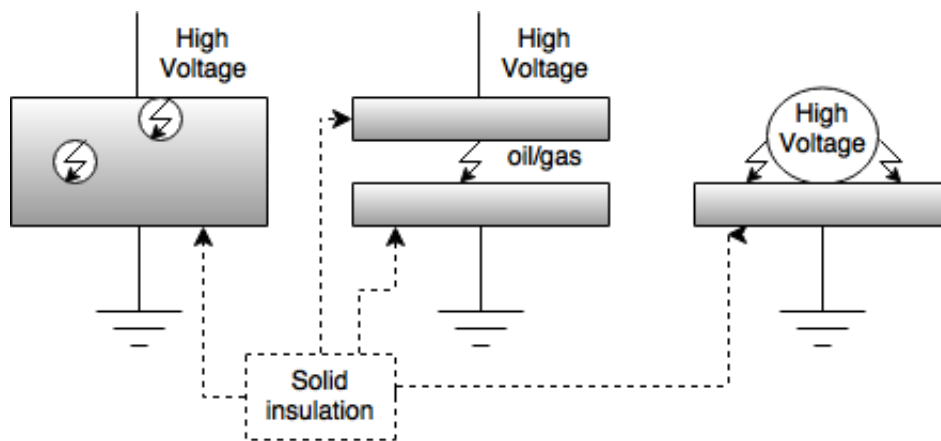 High
Voltage
High
Voltage
oil/gas
High
Voltage
Solid
insulation